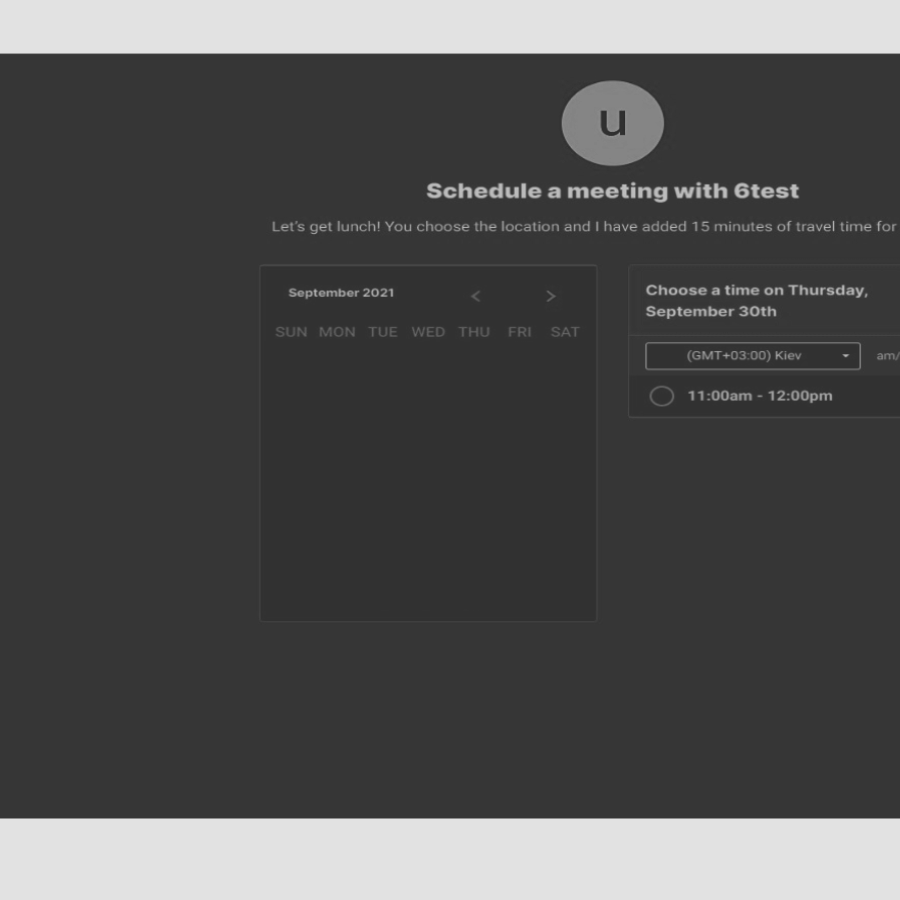 u
Schedule a meeting with 6test
Let's get lunch! You choose the location and I have added 15 minutes of travel time for
September 2021
SUN MON TUE WED THU FRI SAT
Choose a time on Thursday,
September 30th
(GMT+03:00) Kiev
am/
11:00am - 12:00pm